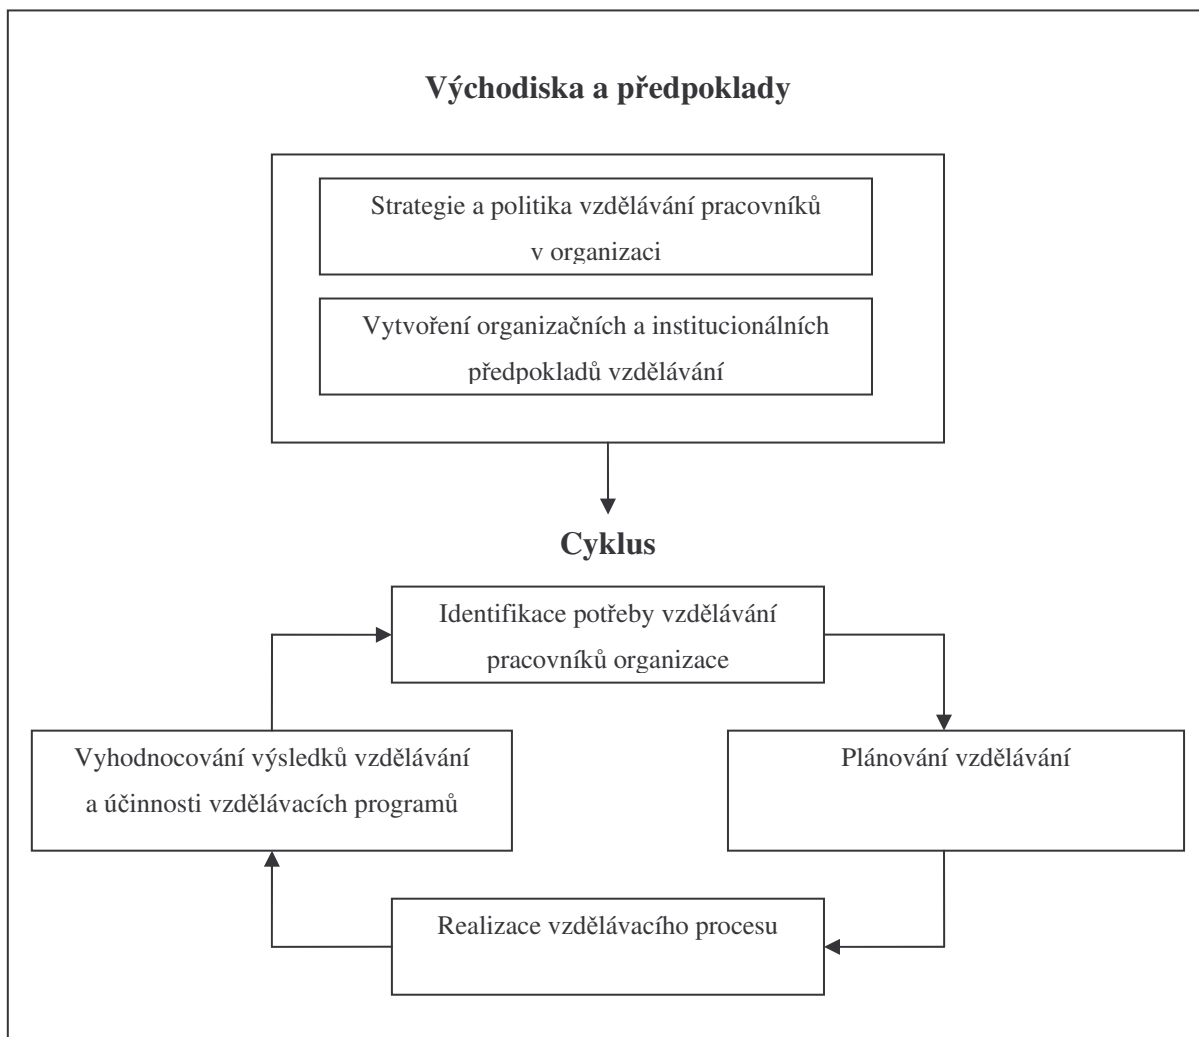 Východiska a předpoklady
Strategie a politika vzdělávání pracovníků
v organizaci
Vytvoření organizačních a institucionálních
předpokladů vzdělávání
Cyklus
Identifikace potřeby vzdělávání
pracovníků organizace
Vyhodnocování výsledků vzdělávání
a účinnosti vzdělávacích programů
Plánování vzdělávání
Realizace vzdělávacího procesu